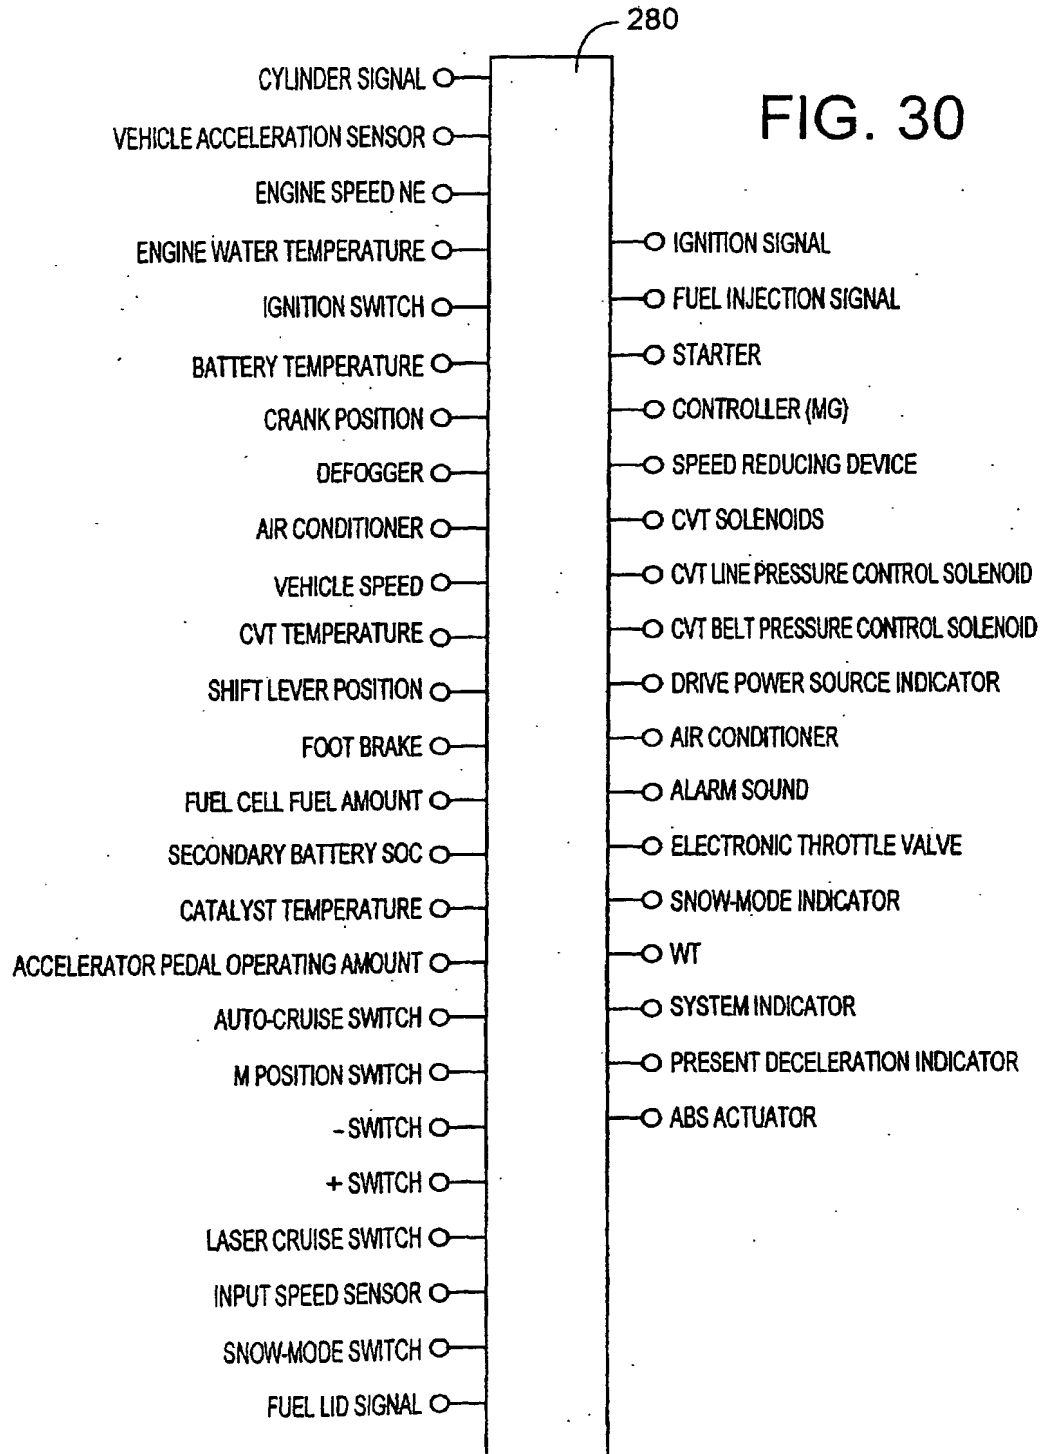 280
FIG. 30
CYLINDER SIGNAL
VEHICLE ACCELERATION SENSOR
ENGINE SPEED NE
ENGINE WATER TEMPERATURE
IGNITION SWITCH
BATTERY TEMPERATURE
CRANK POSITION
DEFOGGER
AIR CONDITIONER
VEHICLE SPEED
CVT TEMPERATURE
SHIFT LEVER POSITION
FOOT BRAKE
FUEL CELL FUEL AMOUNT
SECONDARY BATTERY SOC
CATALYST TEMPERATURE
ACCELERATOR PEDAL OPERATING AMOUNT
AUTO-CRUISE SWITCH
M POSITION SWITCH
- SWITCH
+ SWITCH
LASER CRUISE SWITCH
INPUT SPEED SENSOR
SNOW-MODE SWITCH
FUEL LID SIGNAL
IGNITION SIGNAL
FUEL INJECTION SIGNAL
STARTER
CONTROLLER (MG)
SPEED REDUCING DEVICE
CVT SOLENOIDS
CVT LINE PRESSURE CONTROL SOLENOID
CVT BELT PRESSURE CONTROL SOLENOID
DRIVE POWER SOURCE INDICATOR
AIR CONDITIONER
ALARM SOUND
ELECTRONIC THROTTLE VALVE
SNOW-MODE INDICATOR
WT
SYSTEM INDICATOR
PRESENT DECELERATION INDICATOR
ABS ACTUATOR